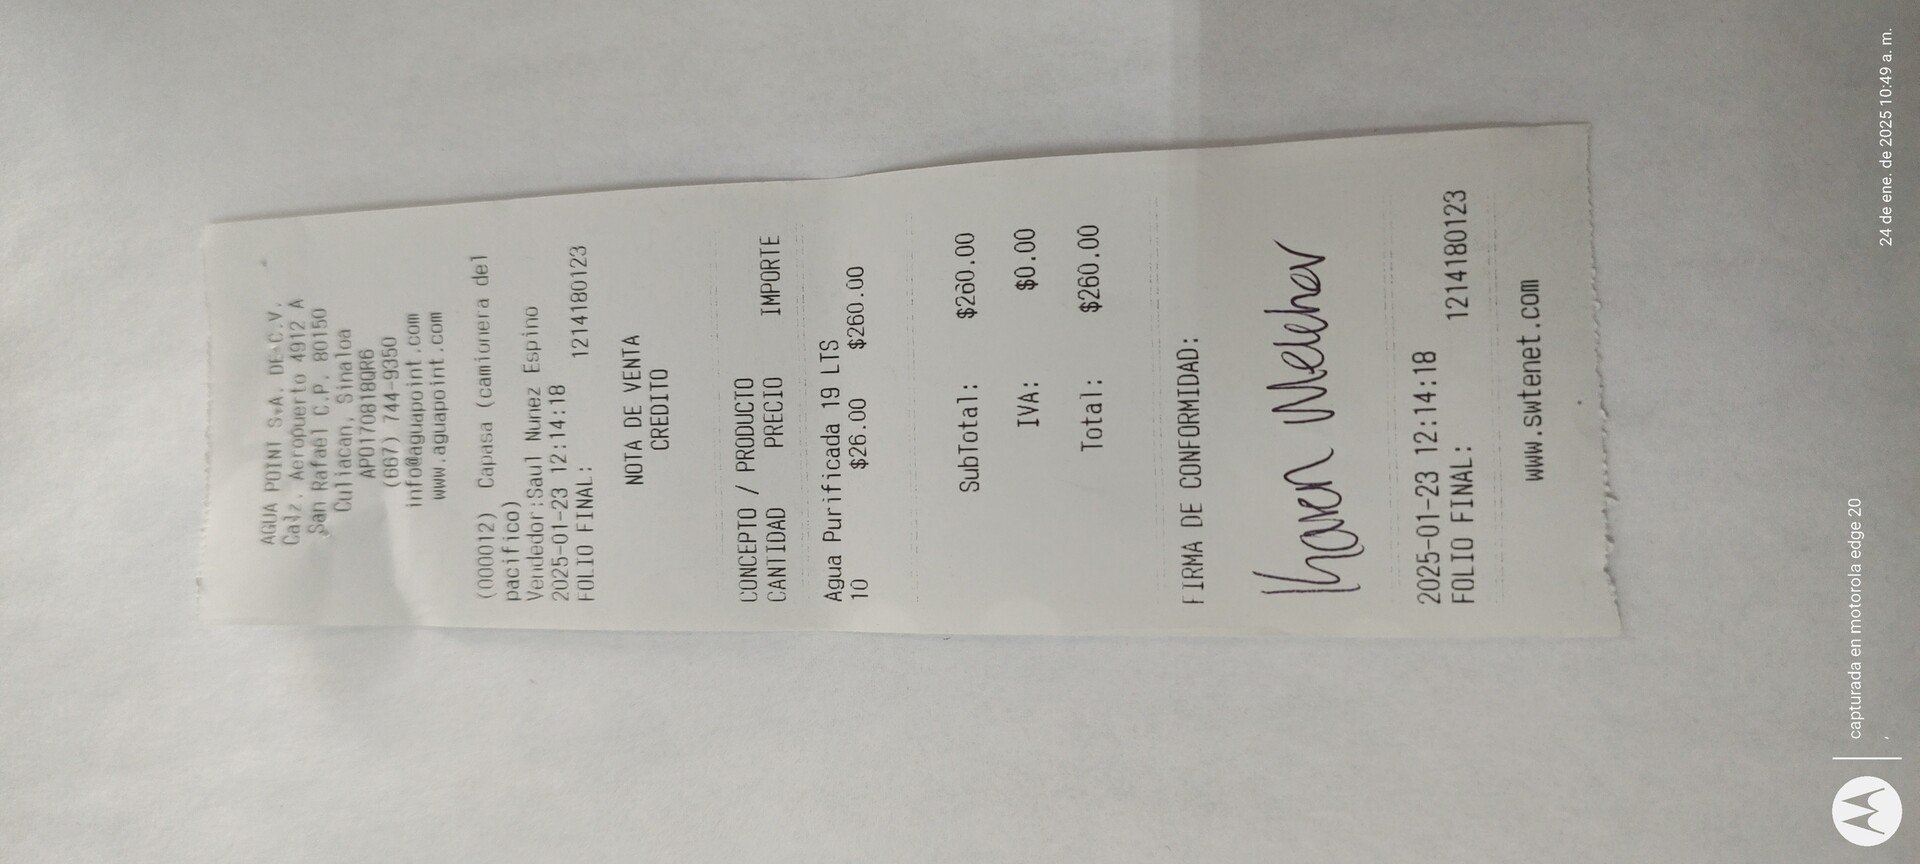 AGUA POINT S.A. DE C.V.
Calz. Aeropuerto 4912 A
San Rafael C.P. 80150
Culiacan, Sinaloa
APO170818QR6
(667) 744-9350
info@aguapoint.com
www.aguapoint.com
(000012) Capasa (camionera del
pacifico)
Vendedor:Saul Nunez Espino
2025-01-23 12:14:18
FOLIO FINAL: 1214180123
NOTA DE VENTA
CREDITO
CONCEPTO / PRODUCTO
CANTIDAD PRECIO IMPORTE
Agua Purificada 19 LTS
10 $26.00 $260.00
SubTotal: $260.00
IVA: $0.00
Total: $260.00
FIRMA DE CONFORMIDAD:
Karen Melchor
2025-01-23 12:14:18
FOLIO FINAL: 1214180123
www.swtenet.com
capturada en motorola edge 20
24 de ene. de 2025 10:49 a. m.